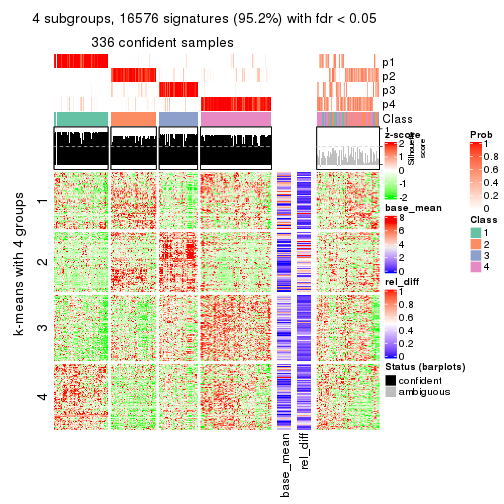 4 subgroups, 16576 signatures (95.2%) with fdr < 0.05
336 confident samples
p1
p2
p3
p4
Class
1
Silhouette
score
z-score
2
1
0
-1
-2
base_mean
8
6
4
2
0
rel_diff
1
0.8
0.6
0.4
0.2
0
Status (barplots)
confident
ambiguous
Prob
1
0.8
0.6
0.4
0.2
0
Class
1
2
3
4
k-means with 4 groups
1
2
3
4
base_mean
rel_diff